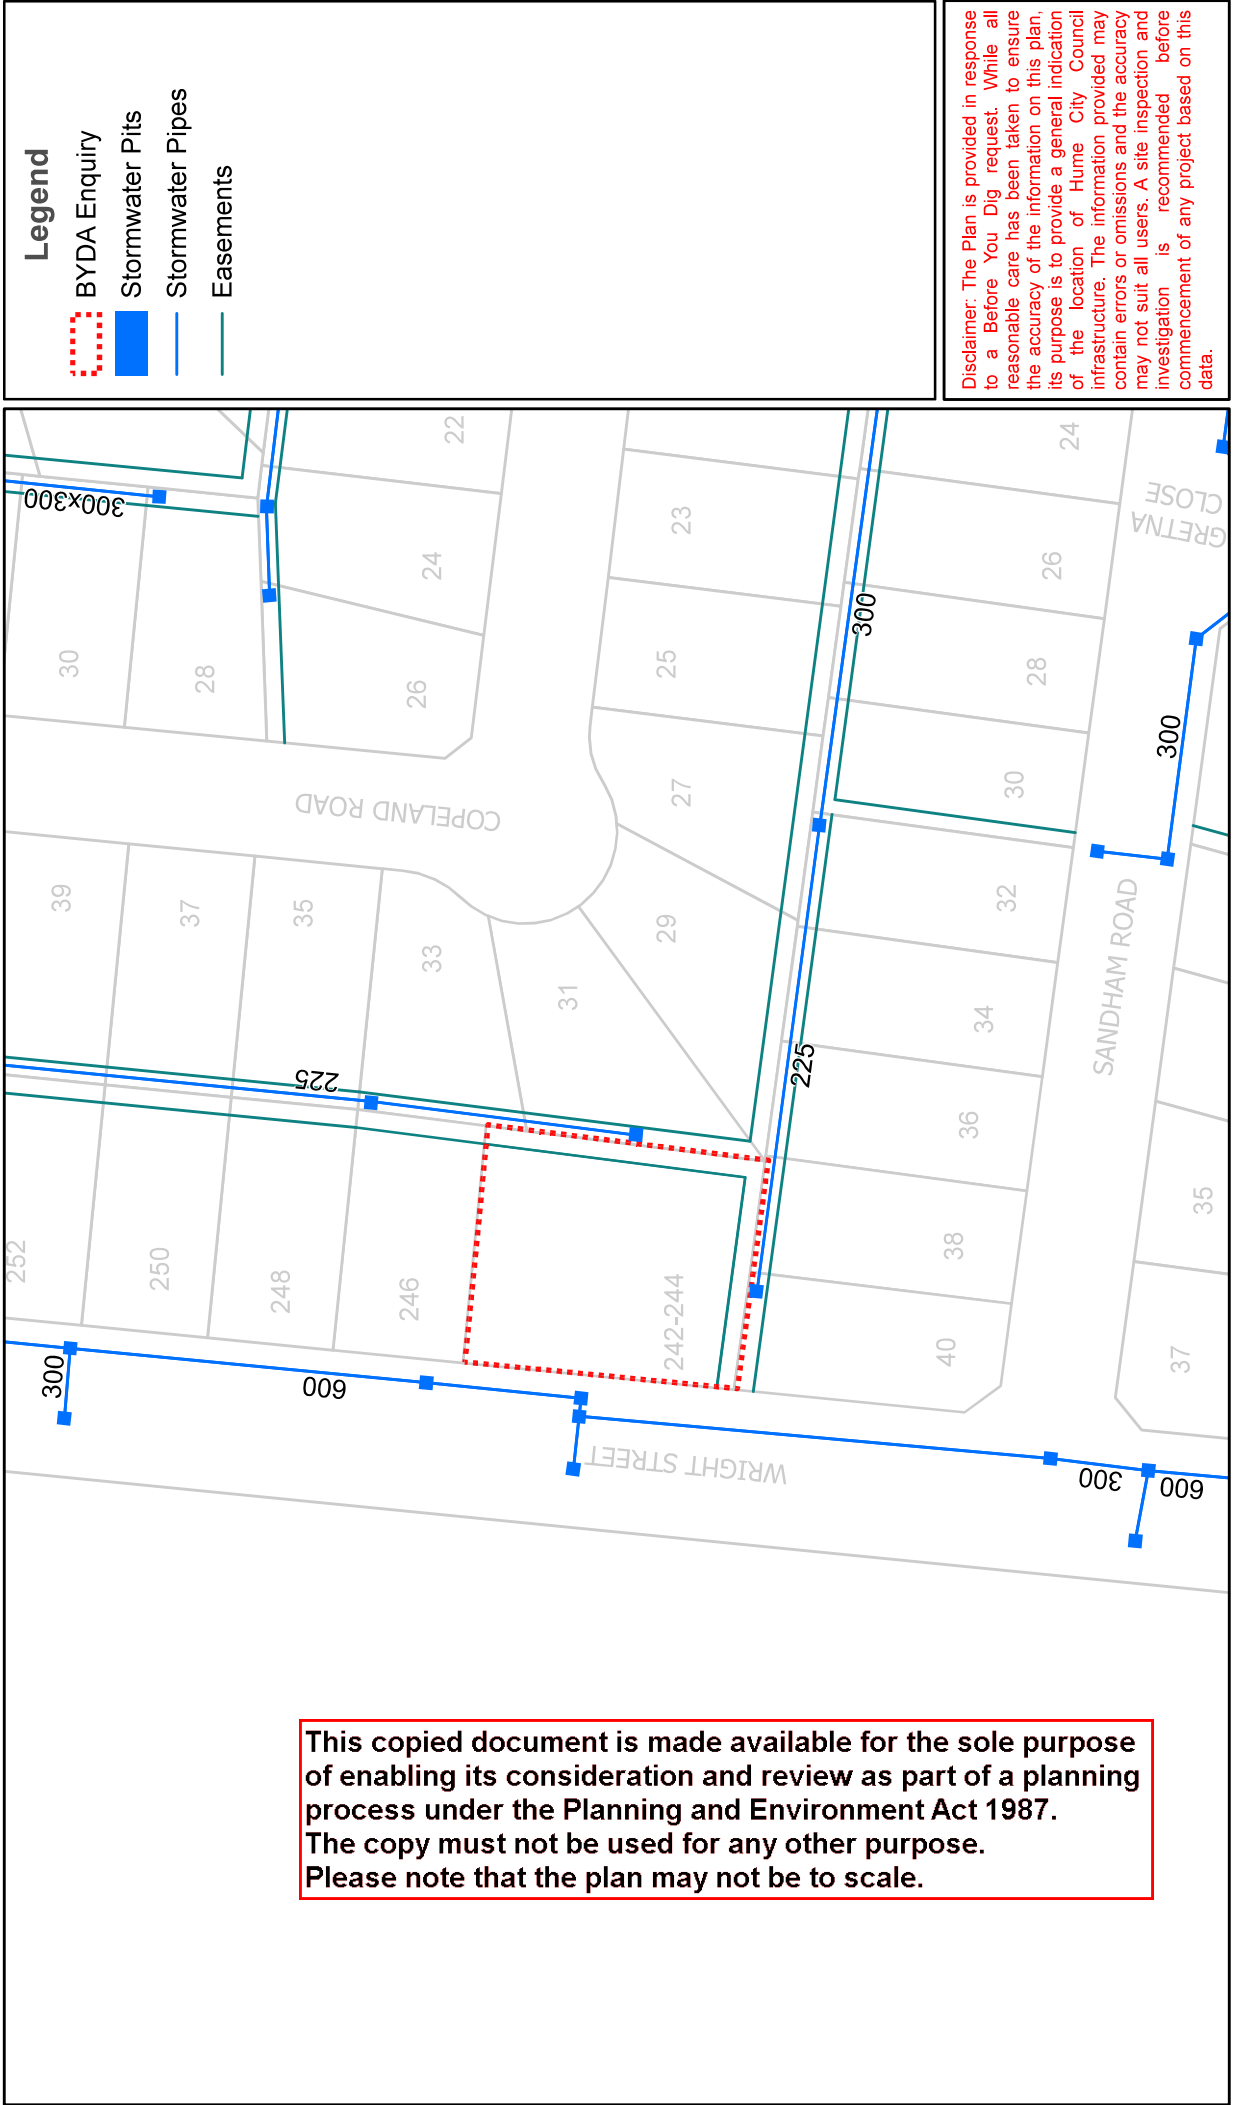 Legend
BYDA Enquiry
Stormwater Pits
Stormwater Pipes
Easements
Disclaimer: The Plan is provided in response
to a Before You Dig request. While all
reasonable care has been taken to ensure
the accuracy of the information on this plan,
its purpose is to provide a general indication
of the location of Hume City Council
infrastructure. The information provided may
contain errors or omissions and the accuracy
may not suit all users. A site inspection and
investigation is recommended before
commencement of any project based on this
data.
300x300
22
24
26
28
30
23
25
27
29
31
33
35
37
39
COPELAND ROAD
24
26
28
30
32
34
36
38
40
GRETNA
CLOSE
300
300
SANDHAM ROAD
225
225
35
37
252
250
248
246
242-244
300
600
WRIGHT STREET
300
600
This copied document is made available for the sole purpose
of enabling its consideration and review as part of a planning
process under the Planning and Environment Act 1987.
The copy must not be used for any other purpose.
Please note that the plan may not be to scale.